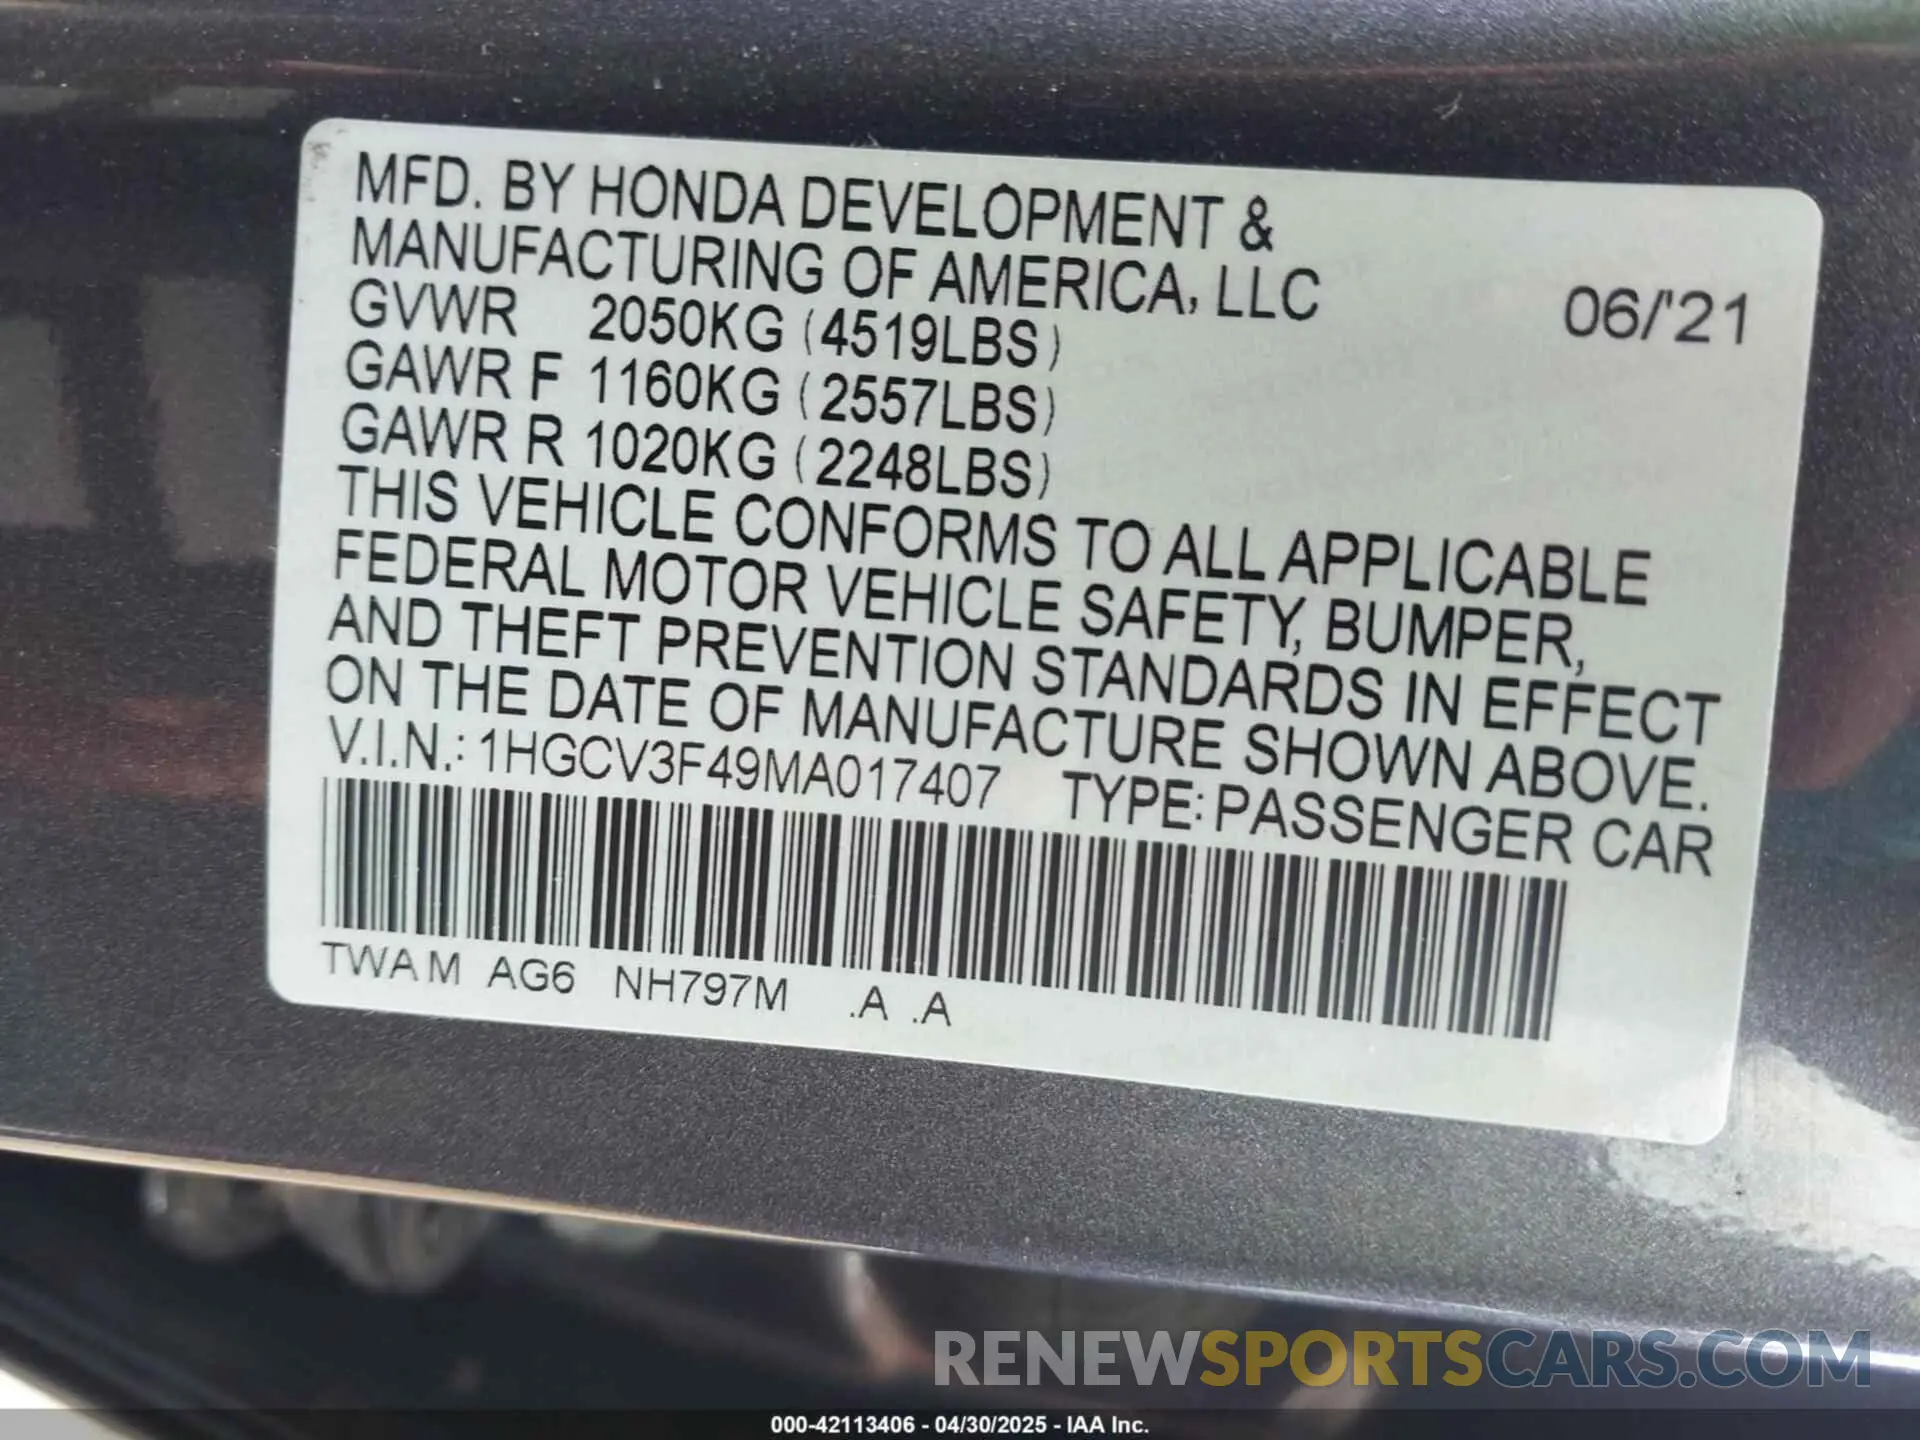 MFD. BY HONDA DEVELOPMENT &
MANUFACTURING OF AMERICA, LLC 06/'21
GVWR 2050KG (4519LBS)
GAWR F 1160KG (2557LBS)
GAWR R 1020KG (2248LBS)
THIS VEHICLE CONFORMS TO ALL APPLICABLE
FEDERAL MOTOR VEHICLE SAFETY, BUMPER,
AND THEFT PREVENTION STANDARDS IN EFFECT
ON THE DATE OF MANUFACTURE SHOWN ABOVE.
V.I.N.: 1HGCV3F49MA017407 TYPE: PASSENGER CAR
TWAM AG6 NH797M .A .A
RENEWSPORTSCARS.COM
000-42113406 - 04/30/2025 - IAA Inc.